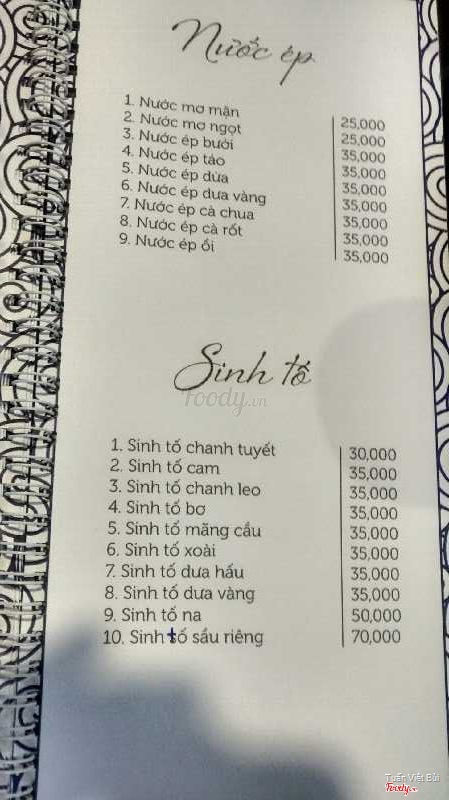 Nước ép
1. Nước mơ mận 25,000
2. Nước mơ ngọt 25,000
3. Nước ép bưởi 35,000
4. Nước ép táo 35,000
5. Nước ép dừa 35,000
6. Nước ép dưa vàng 35,000
7. Nước ép cà chua 35,000
8. Nước ép cà rốt 35,000
9. Nước ép ổi 35,000
Sinh tố
foody.vn
1. Sinh tố chanh tuyết 30,000
2. Sinh tố cam 35,000
3. Sinh tố chanh leo 35,000
4. Sinh tố bơ 35,000
5. Sinh tố mãng cầu 35,000
6. Sinh tố xoài 35,000
7. Sinh tố dưa hấu 35,000
8. Sinh tố dưa vàng 35,000
9. Sinh tố na 50,000
10. Sinh tố sầu riêng 70,000
Tuấn Việt Bùi
Foody.vn